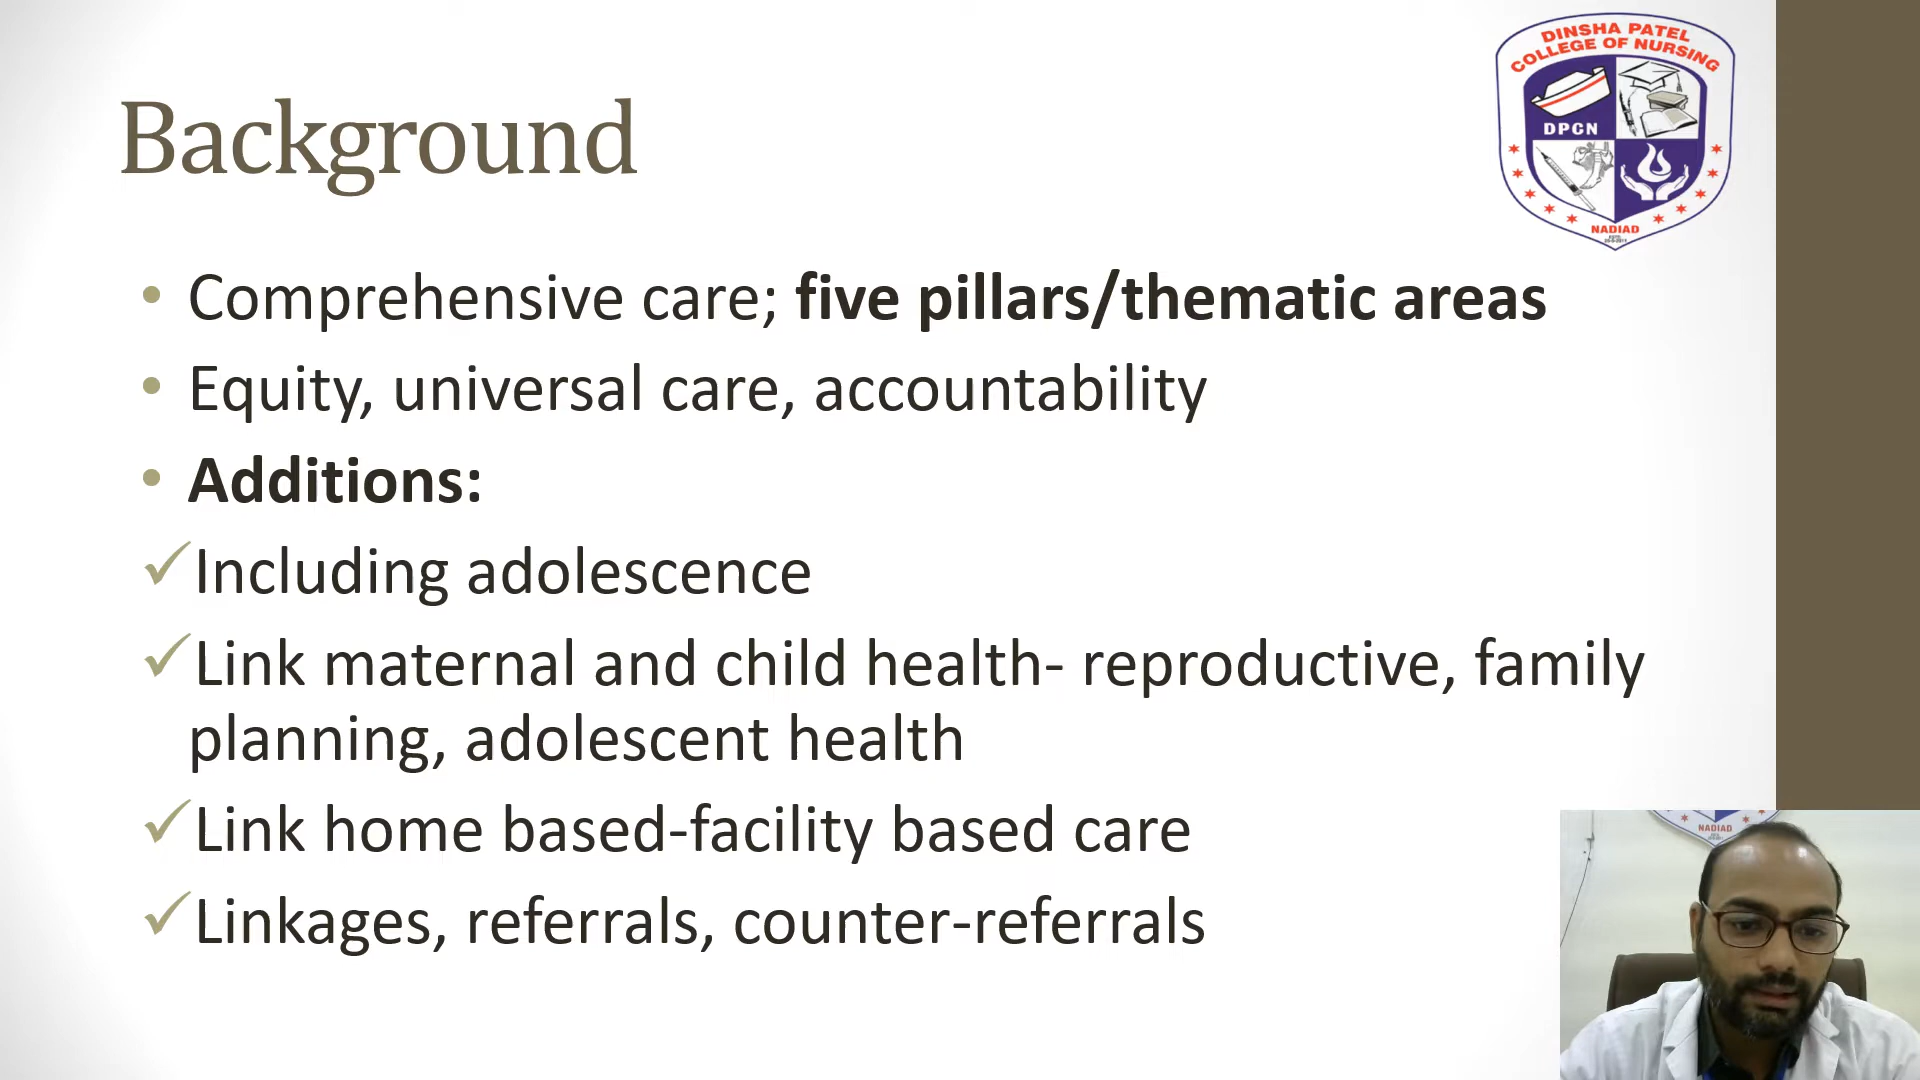 DINSHA PATEL
COLLEGE OF NURSING
DPCN
NADIAD
Background
• Comprehensive care; five pillars/thematic areas
• Equity, universal care, accountability
• Additions:
✓Including adolescence
✓Link maternal and child health- reproductive, family
planning, adolescent health
✓Link home based-facility based care
✓Linkages, referrals, counter-referrals
NADIAD